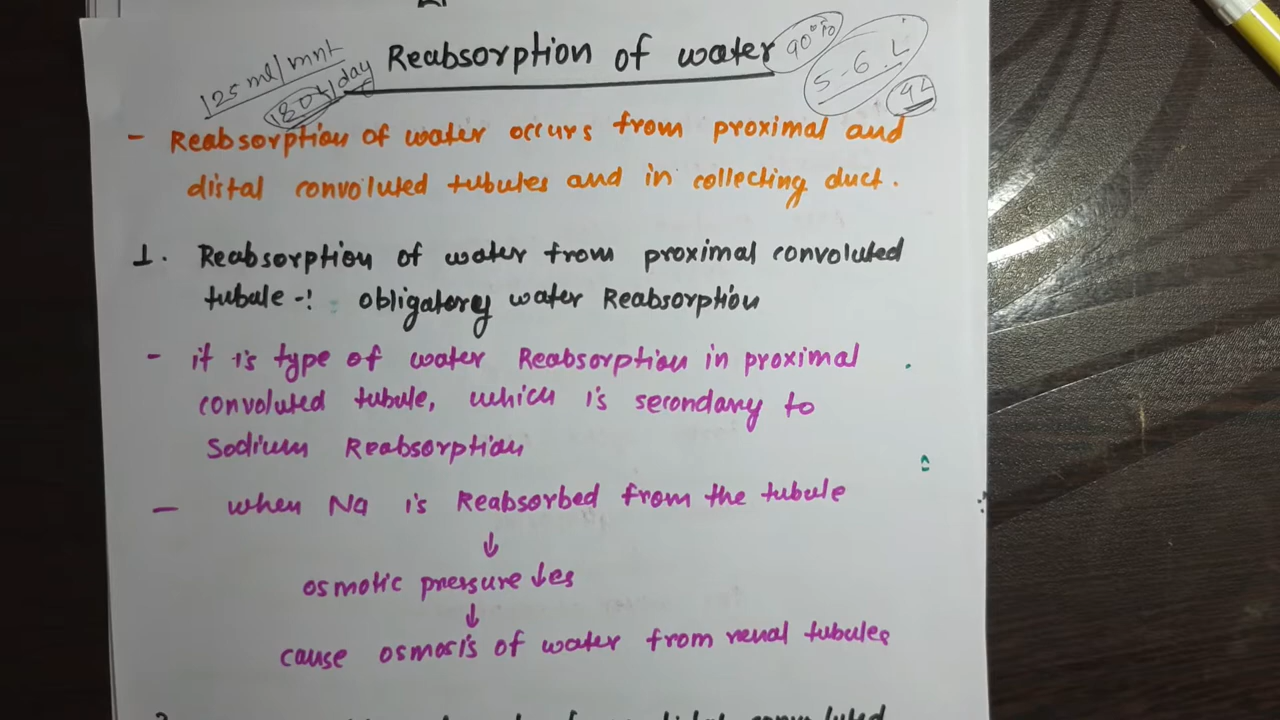 Reabsorption of water
125 ml/mnt
180 L/day
90%
5-6 L
- Reabsorption of water occurs from proximal and
distal convoluted tubules and in collecting duct.
1. Reabsorption of water from proximal convoluted
tubule -: obligatory water Reabsorption
- it is type of water Reabsorption in proximal
convoluted tubule, which is secondary to
Sodium Reabsorption
- when Na is Reabsorbed from the tubule
↓
osmotic pressure ↓es
↓
cause osmosis of water from renal tubules
convoluted